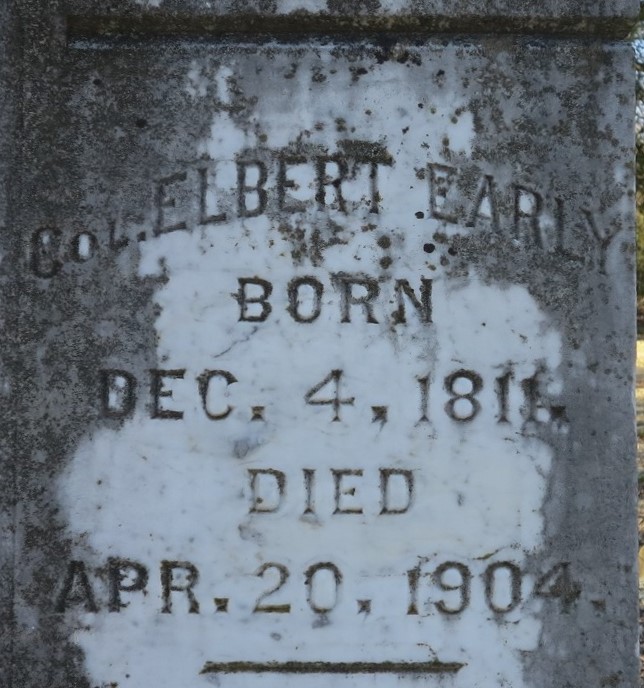 COL. ELBERT EARLY
BORN
DEC. 4, 1811.
DIED
APR. 20, 1904.